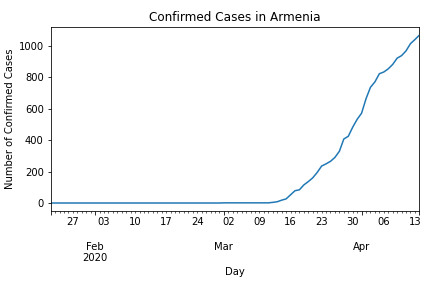 Confirmed Cases in Armenia
Number of Confirmed Cases
1000
800
600
400
200
0
27 03 10 17 24 02 09 16 23 30 06 13
Feb Mar Apr
2020
Day